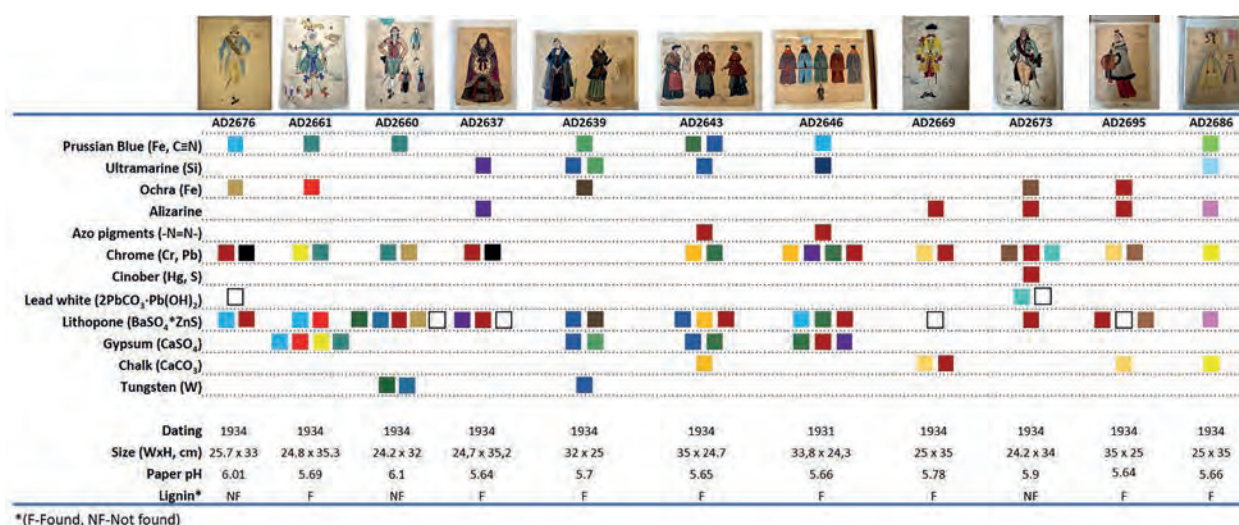 AD2676 AD2661 AD2660 AD2637 AD2639 AD2643 AD2646 AD2669 AD2673 AD2695 AD2686
Prussian Blue (Fe, C≡N)
Ultramarine (Si)
Ochra (Fe)
Alizarine
Azo pigments (-N=N-)
Chrome (Cr, Pb)
Cinober (Hg, S)
Lead white (2PbCO₃·Pb(OH)₂)
Lithopone (BaSO₄*ZnS)
Gypsum (CaSO₄)
Chalk (CaCO₃)
Tungsten (W)
Dating 1934 1934 1934 1934 1934 1934 1931 1934 1934 1934 1934
Size (WxH, cm) 25.7 x 33 24,8 x 35.3 24.2 x 32 24,7 x 35,2 32 x 25 35 x 24.7 33,8 x 24,3 25 x 35 24.2 x 34 35 x 25 25 x 35
Paper pH 6.01 5.69 6.1 5.64 5.7 5.65 5.66 5.78 5.9 5.64 5.66
Lignin* NF F NF F F F F F NF F F
*(F-Found, NF-Not found)